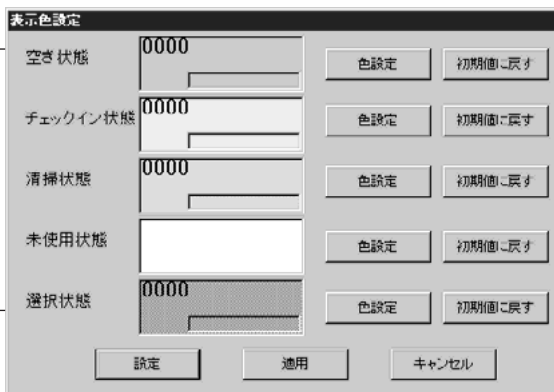 表示色設定
空き状態 0000 色設定 初期値に戻す
チェックイン状態 0000 色設定 初期値に戻す
清掃状態 0000 色設定 初期値に戻す
未使用状態 色設定 初期値に戻す
選択状態 0000 色設定 初期値に戻す
設定 適用 キャンセル